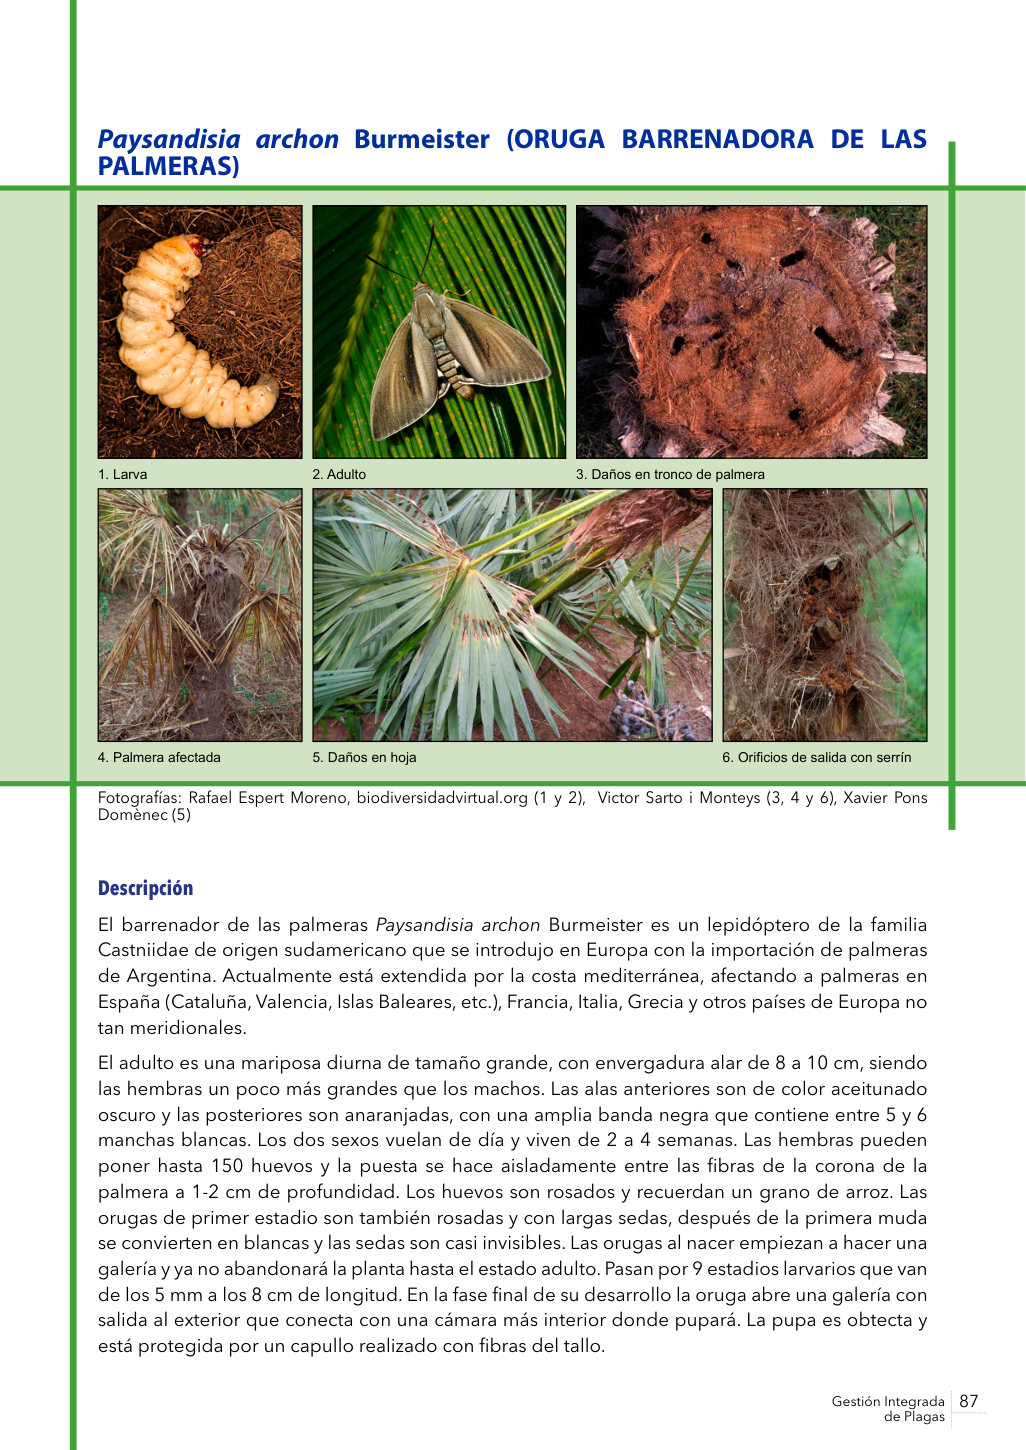 Paysandisia archon Burmeister (ORUGA BARRENADORA DE LAS
PALMERAS)
1. Larva
2. Adulto
3. Daños en tronco de palmera
4. Palmera afectada
5. Daños en hoja
6. Orificios de salida con serrín
Fotografías: Rafael Espert Moreno, biodiversidadvirtual.org (1 y 2), Victor Sarto i Monteys (3, 4 y 6), Xavier Pons
Domènec (5)
Descripción
El barrenador de las palmeras Paysandisia archon Burmeister es un lepidóptero de la familia
Castniidae de origen sudamericano que se introdujo en Europa con la importación de palmeras
de Argentina. Actualmente está extendida por la costa mediterránea, afectando a palmeras en
España (Cataluña, Valencia, Islas Baleares, etc.), Francia, Italia, Grecia y otros países de Europa no
tan meridionales.
El adulto es una mariposa diurna de tamaño grande, con envergadura alar de 8 a 10 cm, siendo
las hembras un poco más grandes que los machos. Las alas anteriores son de color aceitunado
oscuro y las posteriores son anaranjadas, con una amplia banda negra que contiene entre 5 y 6
manchas blancas. Los dos sexos vuelan de día y viven de 2 a 4 semanas. Las hembras pueden
poner hasta 150 huevos y la puesta se hace aisladamente entre las fibras de la corona de la
palmera a 1-2 cm de profundidad. Los huevos son rosados y recuerdan un grano de arroz. Las
orugas de primer estadio son también rosadas y con largas sedas, después de la primera muda
se convierten en blancas y las sedas son casi invisibles. Las orugas al nacer empiezan a hacer una
galería y ya no abandonará la planta hasta el estado adulto. Pasan por 9 estadios larvarios que van
de los 5 mm a los 8 cm de longitud. En la fase final de su desarrollo la oruga abre una galería con
salida al exterior que conecta con una cámara más interior donde pupará. La pupa es obtecta y
está protegida por un capullo realizado con fibras del tallo.
Gestión Integrada
de Plagas
87